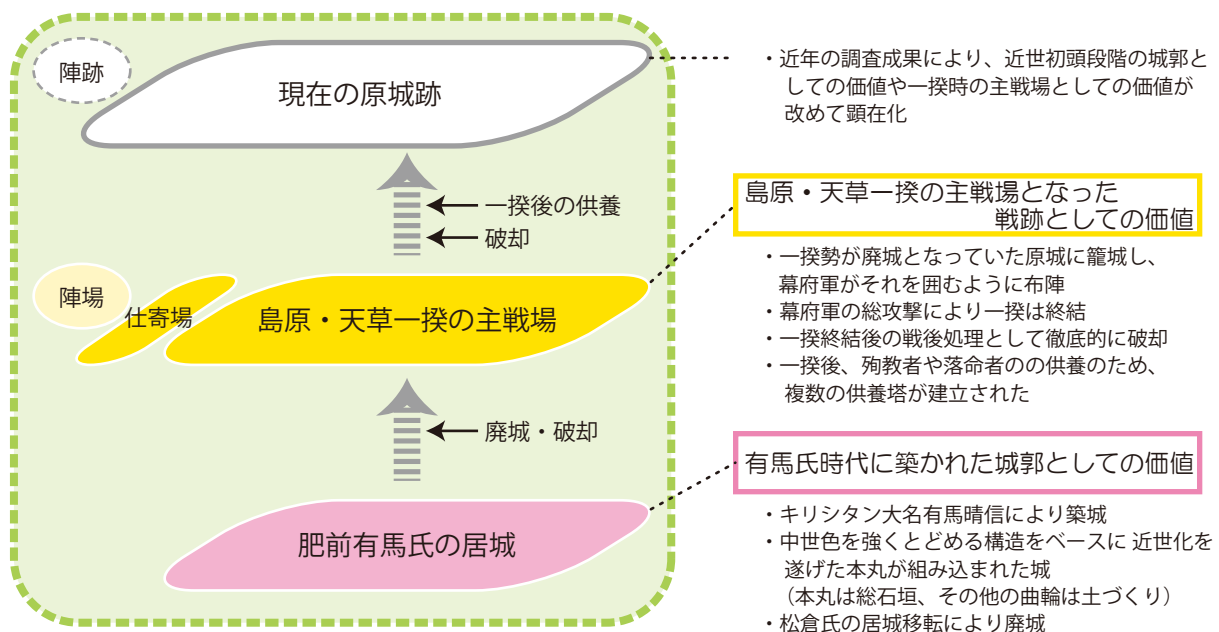 陣跡
現在の原城跡
・近年の調査成果により、近世初頭段階の城郭と
しての価値や一揆時の主戦場としての価値が
改めて顕在化
一揆後の供養
破却
島原・天草一揆の主戦場となった
戦跡としての価値
陣場
仕寄場
島原・天草一揆の主戦場
・一揆勢が廃城となっていた原城に籠城し、
幕府軍がそれを囲むように布陣
・幕府軍の総攻撃により一揆は終結
・一揆終結後の戦後処理として徹底的に破却
・一揆後、殉教者や落命者のの供養のため、
複数の供養塔が建立された
廃城・破却
有馬氏時代に築かれた城郭としての価値
肥前有馬氏の居城
・キリシタン大名有馬晴信により築城
・中世色を強くとどめる構造をベースに 近世化を
遂げた本丸が組み込まれた城
（本丸は総石垣、その他の曲輪は土づくり）
・松倉氏の居城移転により廃城